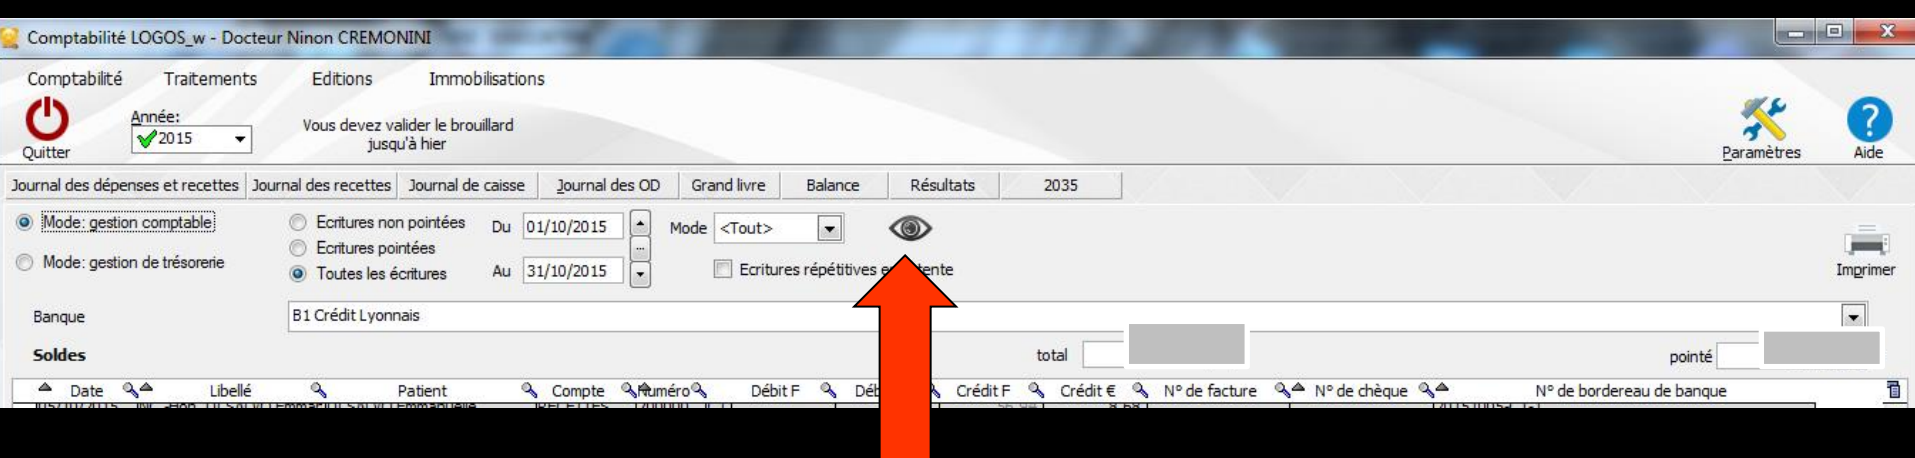 Comptabilité LOGOS_w - Docteur Ninon CREMONINI
Comptabilité Traitements Editions Immobilisations
Quitter
Année:
2015
Vous devez valider le brouillard
jusqu'à hier
Paramètres
Aide
Journal des dépenses et recettes Journal des recettes Journal de caisse Journal des OD Grand livre Balance Résultats 2035
Mode: gestion comptable
Mode: gestion de trésorerie
Ecritures non pointées
Ecritures pointées
Toutes les écritures
Du 01/10/2015
Au 31/10/2015
Mode <Tout>
Ecritures répétitives
Imprimer
Banque B1 Crédit Lyonnais
Soldes total pointé
Date Libellé Patient Compte Numéro Débit F Crédit F Crédit € N° de facture N° de chèque N° de bordereau de banque